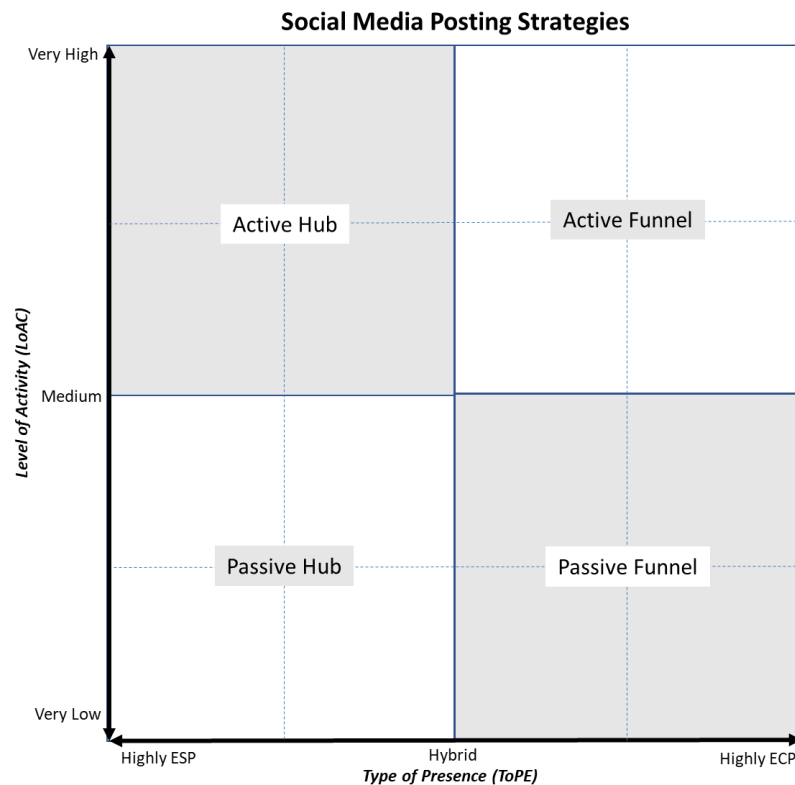 Social Media Posting Strategies
Very High
Active Hub
Active Funnel
Level of Activity (LoAC)
Medium
Passive Hub
Passive Funnel
Very Low
Highly ESP
Hybrid
Highly ECP
Type of Presence (ToPE)